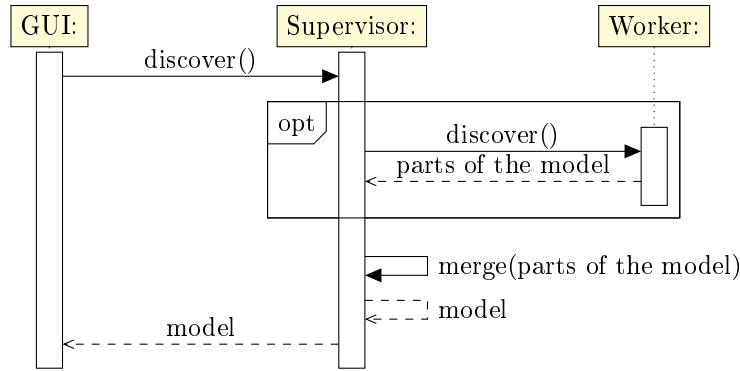 GUI:
Supervisor:
Worker:
discover()
opt
discover()
parts of the model
merge(parts of the model)
model
model